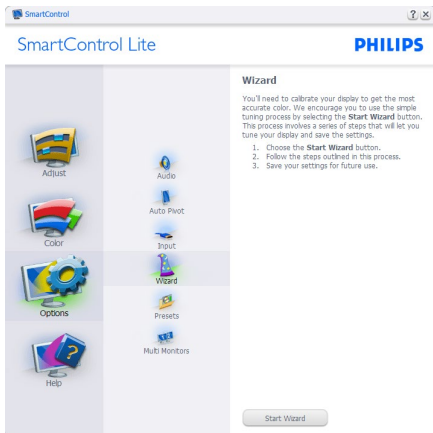 SmartControl
? ×
SmartControl Lite
PHILIPS
Adjust
Color
Options
Help
Audio
Auto Pivot
Input
Wizard
Presets
Multi Monitors
Wizard
You'll need to calibrate your display to get the most
accurate color. We encourage you to use the simple
tuning process by selecting the Start Wizard button.
This process involves a series of steps that will let you
tune your display and save the settings.
1. Choose the Start Wizard button.
2. Follow the steps outlined in this process.
3. Save your settings for future use.
Start Wizard